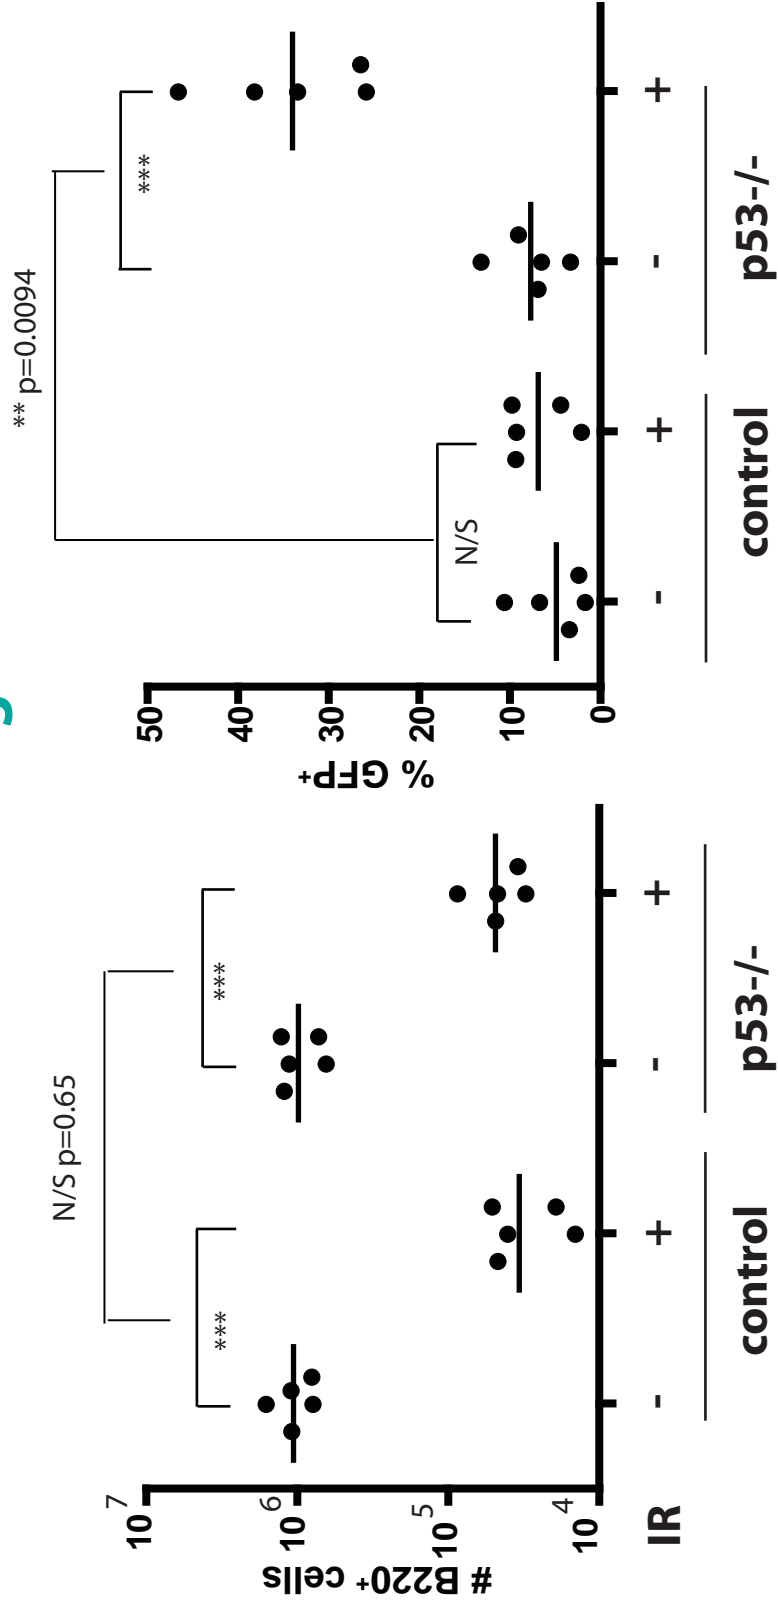 N/S p=0.65
*** ***
# B220⁺ cells
10⁷
10⁶
10⁵
10⁴
IR - + - +
control p53-/-
** p=0.0094
***
N/S
% GFP⁺
50
40
30
20
10
0
- + - +
control p53-/-